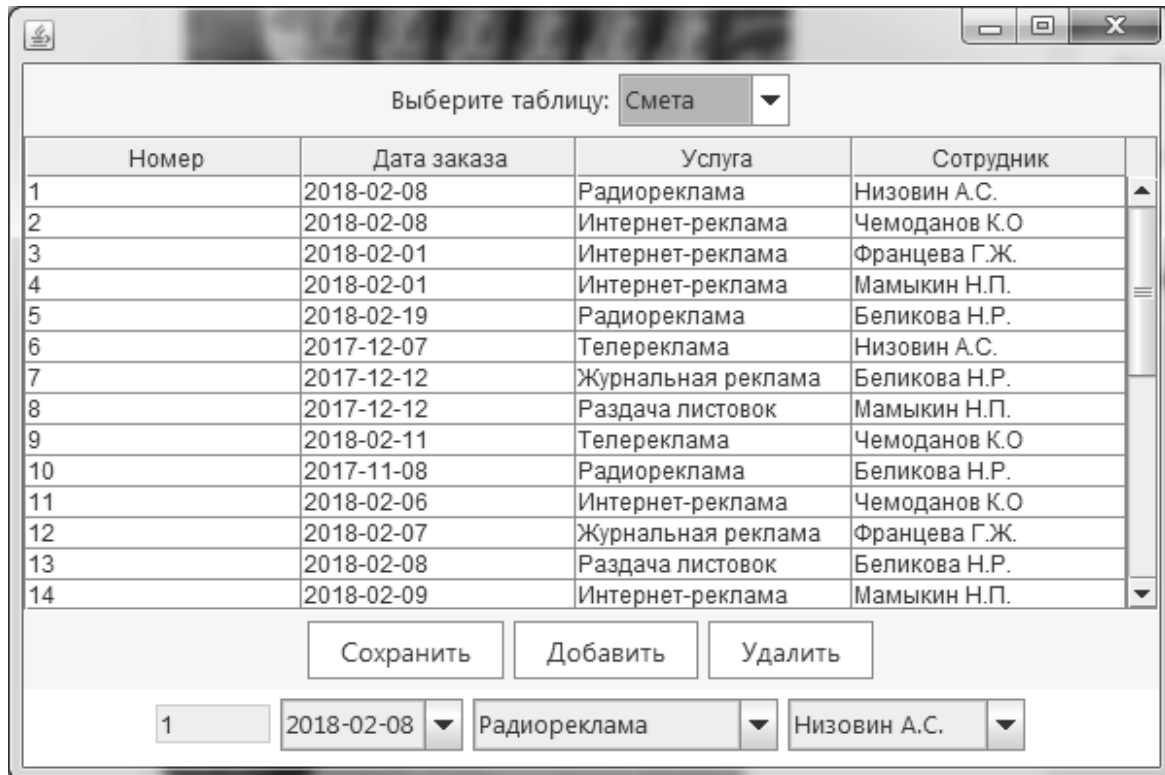 Выберите таблицу: Смета
Номер Дата заказа Услуга Сотрудник
1 2018-02-08 Радиореклама Низовин А.С.
2 2018-02-08 Интернет-реклама Чемоданов К.О
3 2018-02-01 Интернет-реклама Францева Г.Ж.
4 2018-02-01 Интернет-реклама Мамыкин Н.П.
5 2018-02-19 Радиореклама Беликова Н.Р.
6 2017-12-07 Телереклама Низовин А.С.
7 2017-12-12 Журнальная реклама Беликова Н.Р.
8 2017-12-12 Раздача листовок Мамыкин Н.П.
9 2018-02-11 Телереклама Чемоданов К.О
10 2017-11-08 Радиореклама Беликова Н.Р.
11 2018-02-06 Интернет-реклама Чемоданов К.О
12 2018-02-07 Журнальная реклама Францева Г.Ж.
13 2018-02-08 Раздача листовок Беликова Н.Р.
14 2018-02-09 Интернет-реклама Мамыкин Н.П.
Сохранить Добавить Удалить
1 2018-02-08 Радиореклама Низовин А.С.